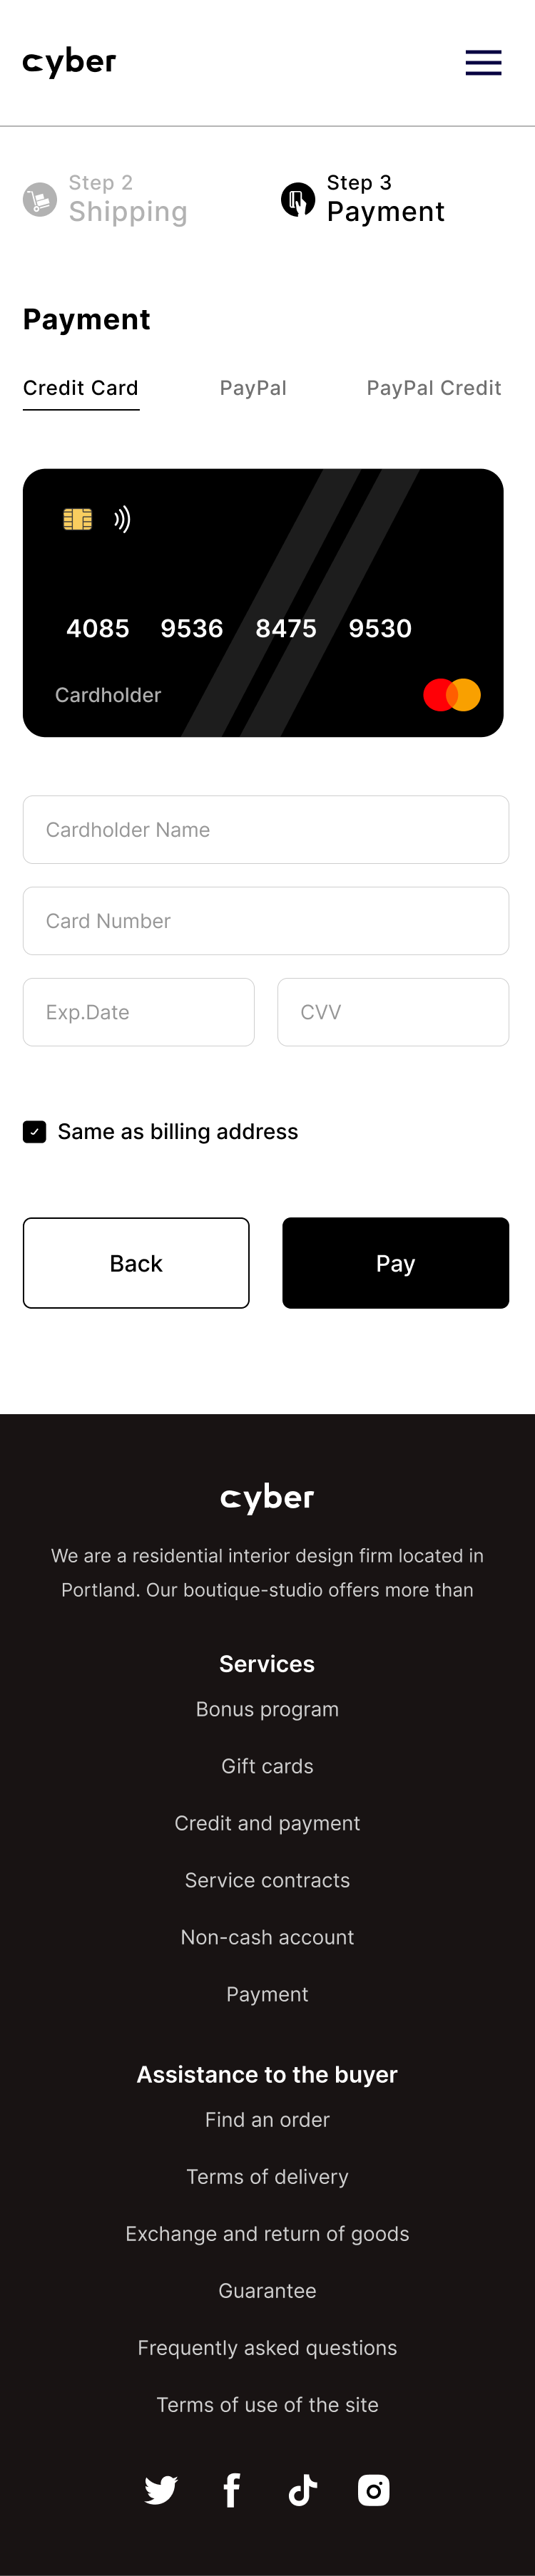 cyber
Step 2
Shipping
Step 3
Payment
Payment
Credit Card
PayPal
PayPal Credit
4085 9536 8475 9530
Cardholder
Cardholder Name
Card Number
Exp.Date
CVV
Same as billing address
Back
Pay
cyber
We are a residential interior design firm located in
Portland. Our boutique-studio offers more than
Services
Bonus program
Gift cards
Credit and payment
Service contracts
Non-cash account
Payment
Assistance to the buyer
Find an order
Terms of delivery
Exchange and return of goods
Guarantee
Frequently asked questions
Terms of use of the site